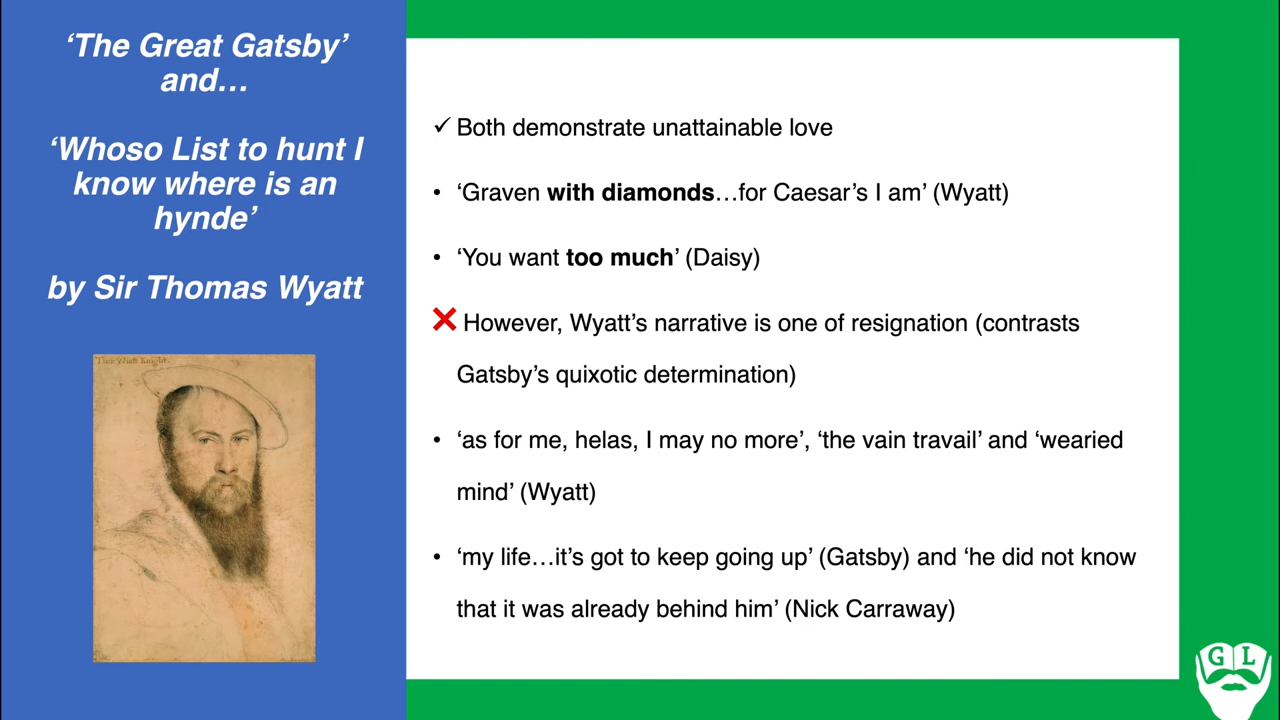 ‘The Great Gatsby’
and…
‘Whoso List to hunt I
know where is an
hynde’
by Sir Thomas Wyatt
✓ Both demonstrate unattainable love
• ‘Graven with diamonds…for Caesar’s I am’ (Wyatt)
• ‘You want too much’ (Daisy)
❌ However, Wyatt’s narrative is one of resignation (contrasts
Gatsby’s quixotic determination)
• ‘as for me, helas, I may no more’, ‘the vain travail’ and ‘wearied
mind’ (Wyatt)
• ‘my life…it’s got to keep going up’ (Gatsby) and ‘he did not know
that it was already behind him’ (Nick Carraway)
G L